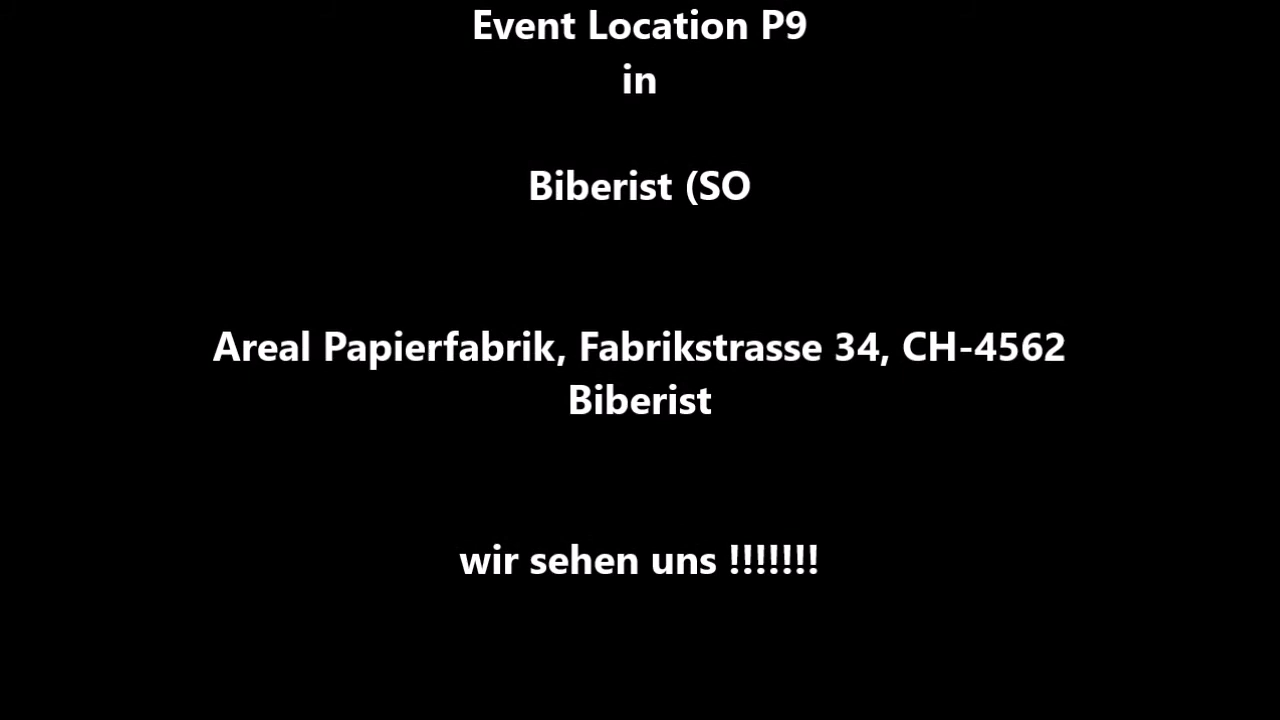 Event Location P9
in
Biberist (SO
Areal Papierfabrik, Fabrikstrasse 34, CH-4562
Biberist
wir sehen uns !!!!!!!